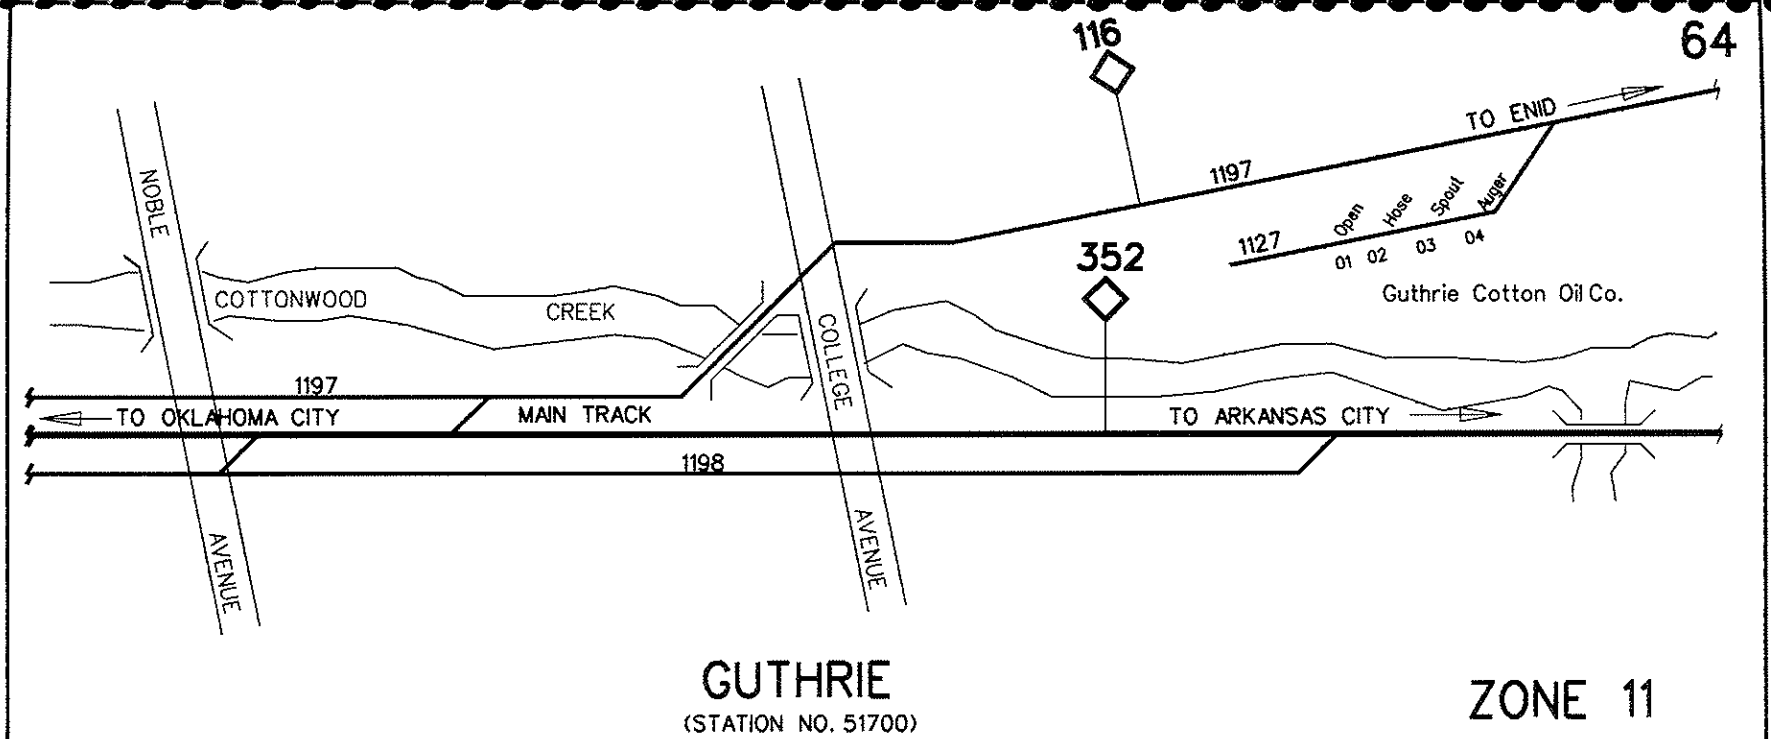 116
64
TO ENID
NOBLE
1197
Open
Hose
Spout
Auger
1127
01 02 03 04
352
COTTONWOOD
CREEK
Guthrie Cotton Oil Co.
COLLEGE
1197
TO OKLAHOMA CITY
MAIN TRACK
TO ARKANSAS CITY
1198
AVENUE
AVENUE
GUTHRIE
(STATION NO. 51700)
ZONE 11